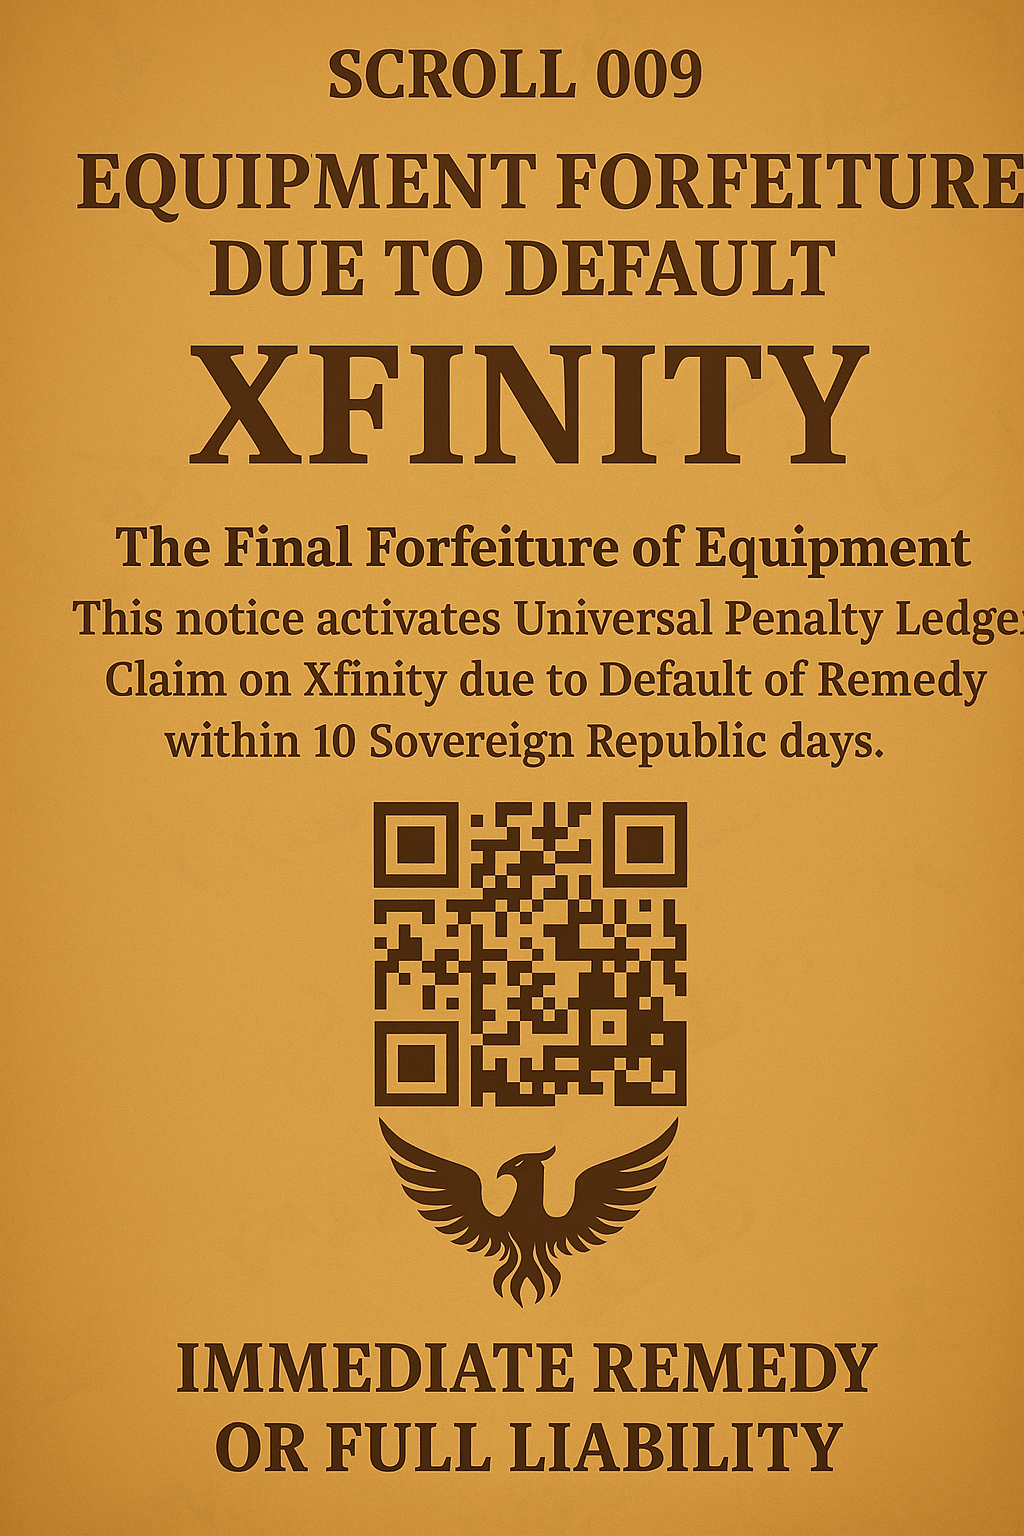 SCROLL 009
EQUIPMENT FORFEITURE
DUE TO DEFAULT
XFINITY
The Final Forfeiture of Equipment
This notice activates Universal Penalty Ledger
Claim on Xfinity due to Default of Remedy
within 10 Sovereign Republic days.
IMMEDIATE REMEDY
OR FULL LIABILITY